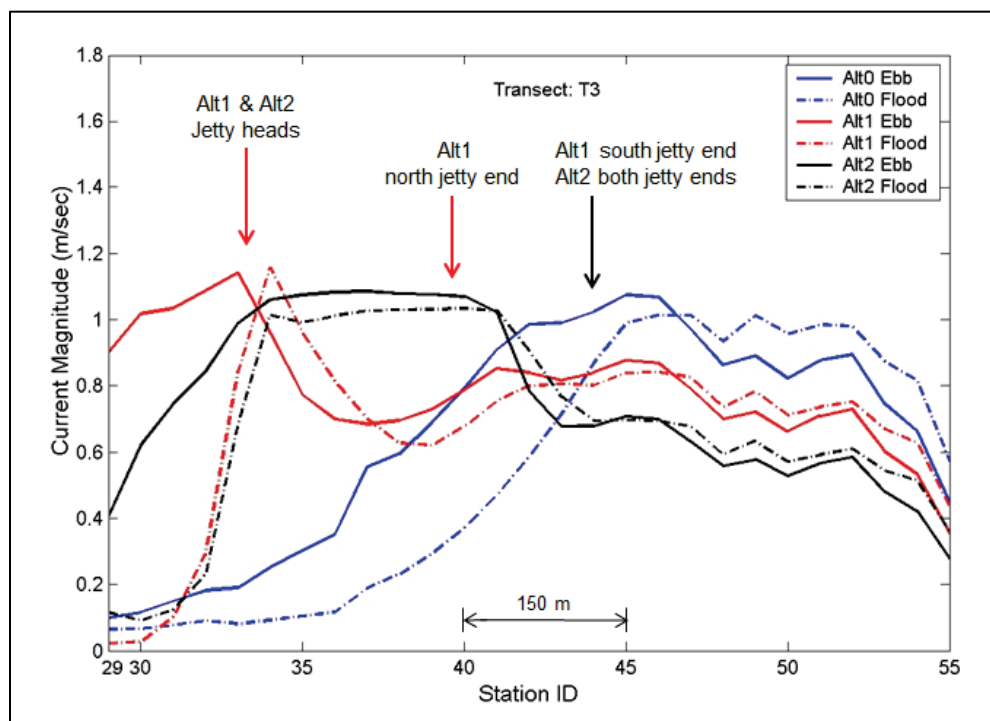 Transect: T3
Alt1 & Alt2
Jetty heads
Alt1
north jetty end
Alt1 south jetty end
Alt2 both jetty ends
Alt0 Ebb
Alt0 Flood
Alt1 Ebb
Alt1 Flood
Alt2 Ebb
Alt2 Flood
Current Magnitude (m/sec)
1.8
1.6
1.4
1.2
1
0.8
0.6
0.4
0.2
0
150 m
29 30 35 40 45 50 55
Station ID